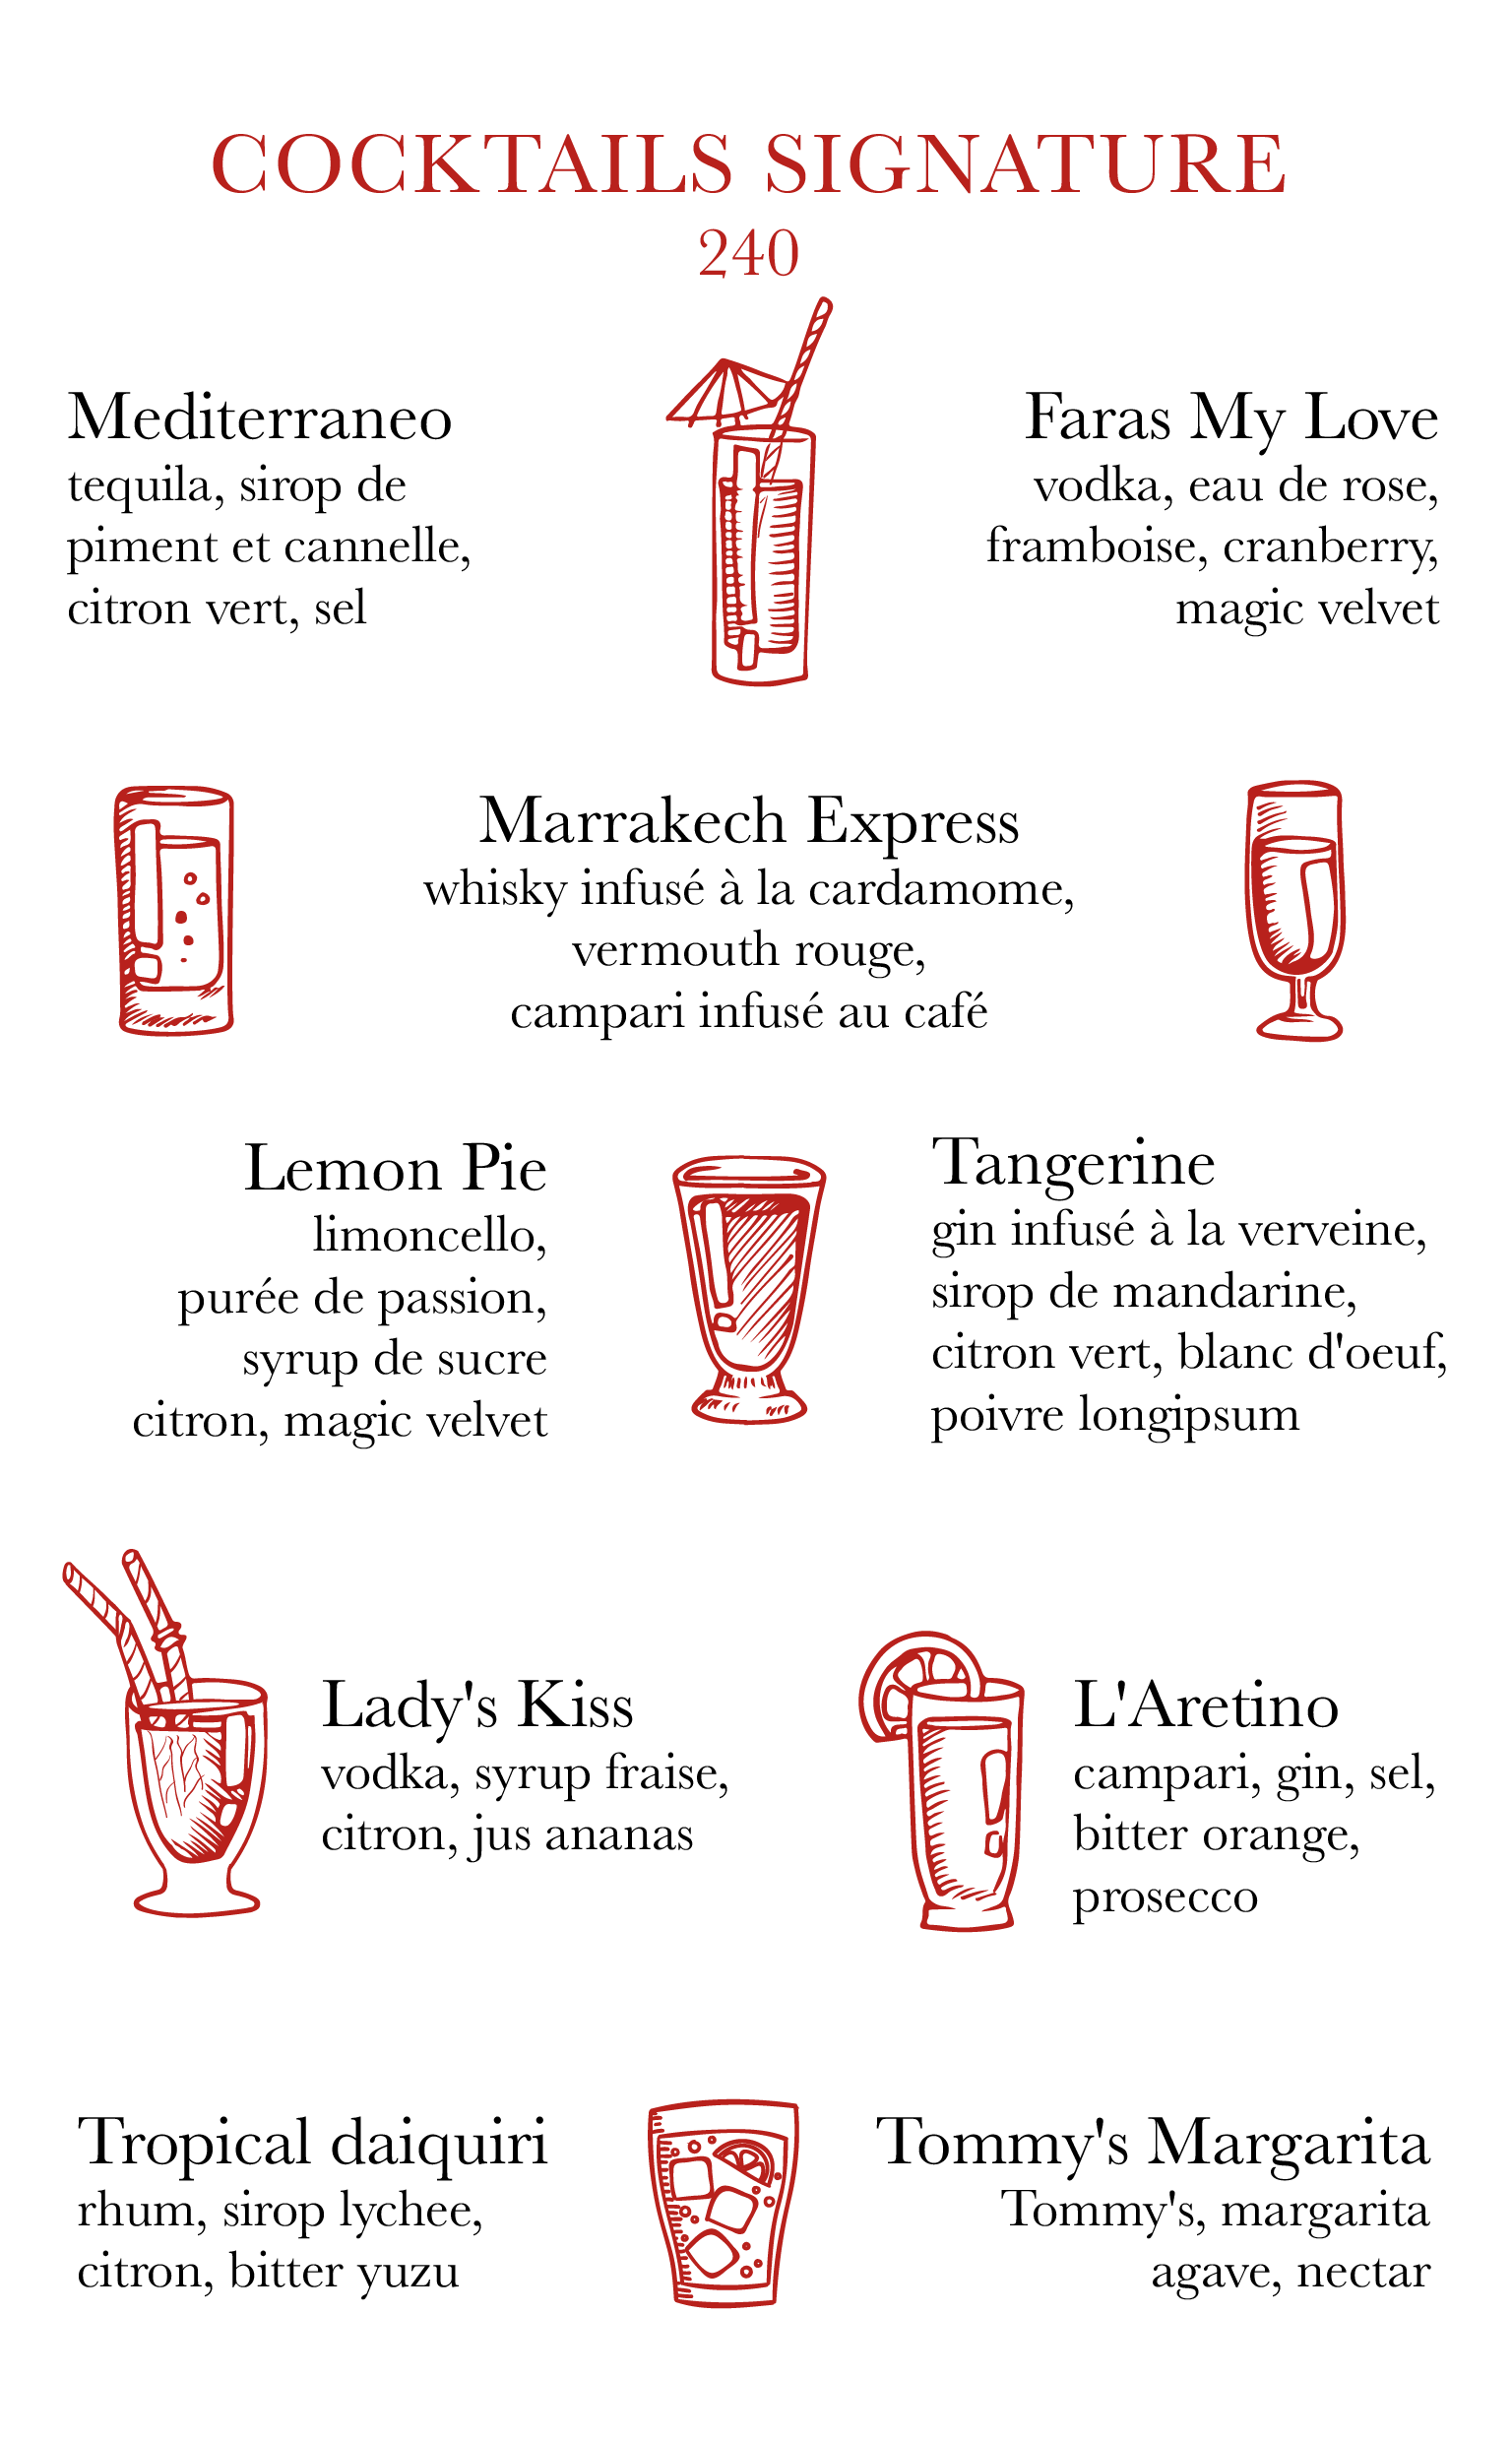 COCKTAILS SIGNATURE
240
Mediterraneo
tequila, sirop de
piment et cannelle,
citron vert, sel
Faras My Love
vodka, eau de rose,
framboise, cranberry,
magic velvet
Marrakech Express
whisky infusé à la cardamome,
vermouth rouge,
campari infusé au café
Lemon Pie
limoncello,
purée de passion,
syrup de sucre
citron, magic velvet
Tangerine
gin infusé à la verveine,
sirop de mandarine,
citron vert, blanc d'oeuf,
poivre longipsum
Lady's Kiss
vodka, syrup fraise,
citron, jus ananas
L'Aretino
campari, gin, sel,
bitter orange,
prosecco
Tropical daiquiri
rhum, sirop lychee,
citron, bitter yuzu
Tommy's Margarita
Tommy's, margarita
agave, nectar